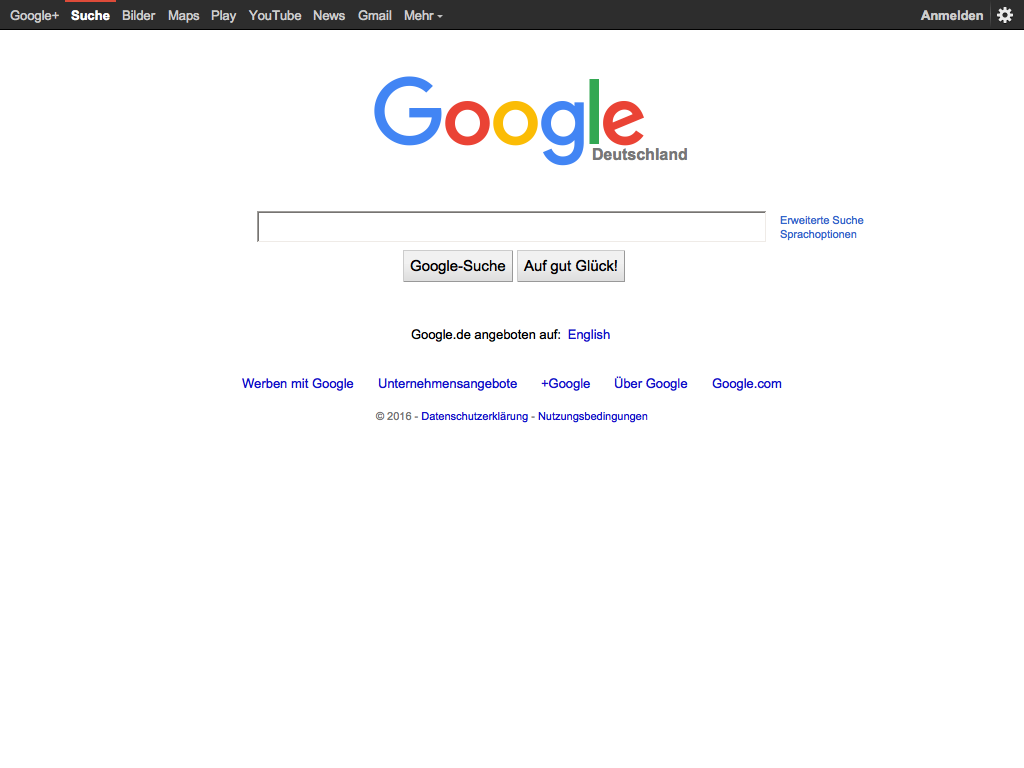 Google+ Suche Bilder Maps Play YouTube News Gmail Mehr Anmelden
Google
Deutschland
Erweiterte Suche
Sprachoptionen
Google-Suche Auf gut Glück!
Google.de angeboten auf: English
Werben mit Google Unternehmensangebote +Google Über Google Google.com
© 2016 - Datenschutzerklärung - Nutzungsbedingungen